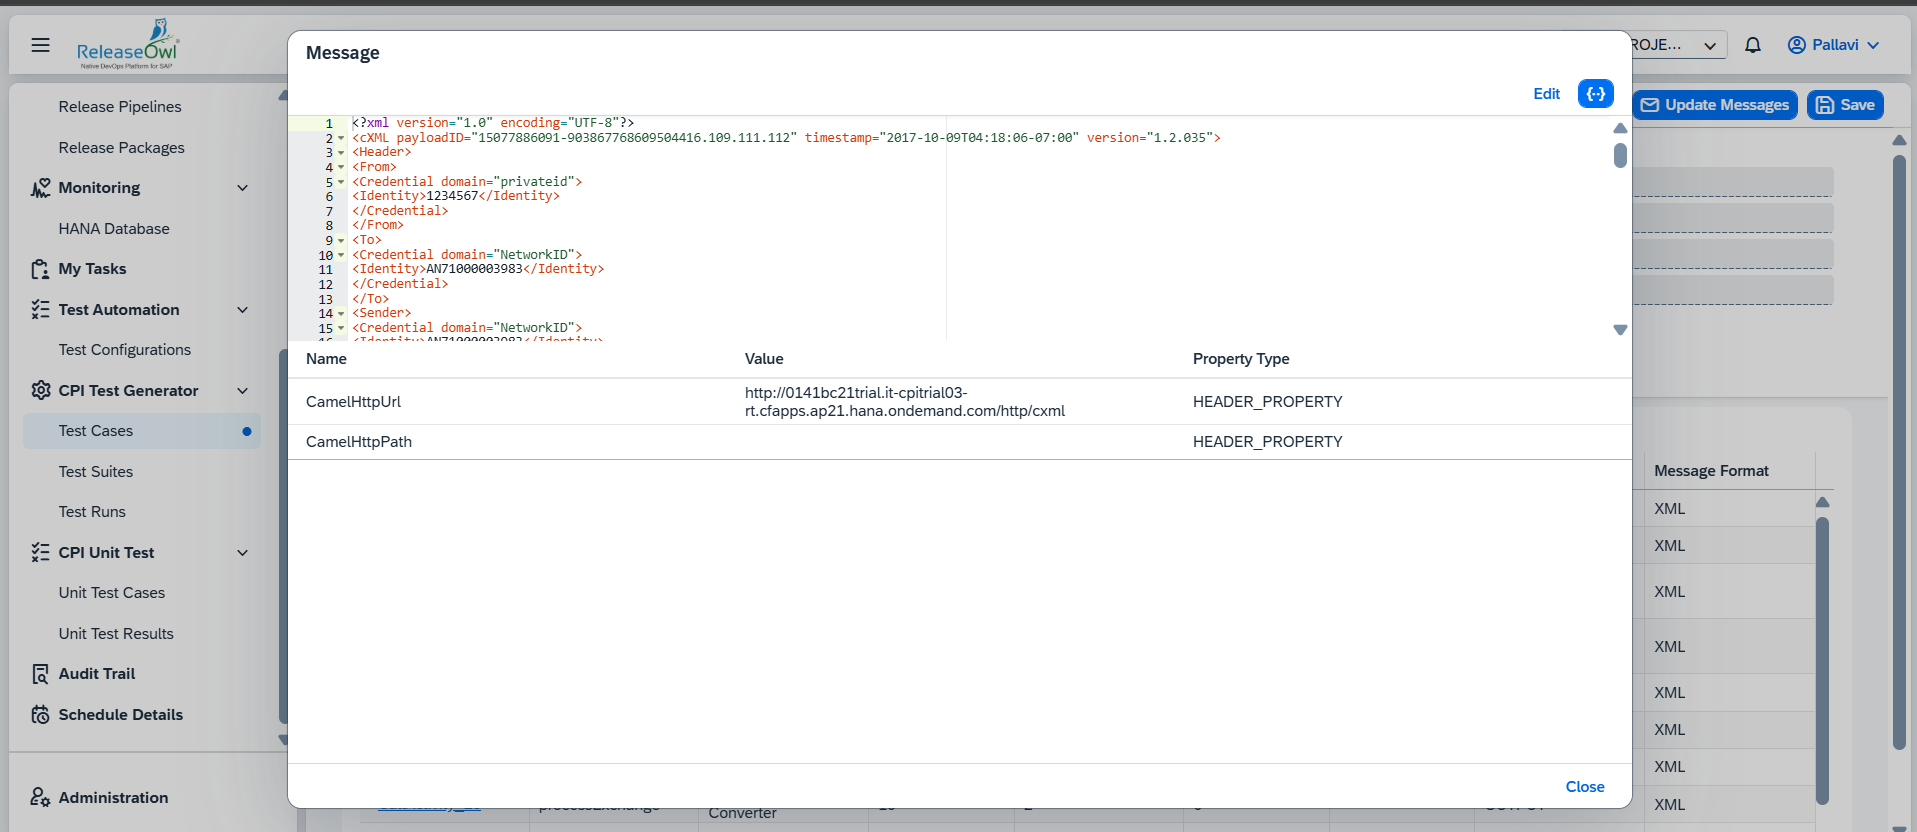 ReleaseOwl
Native DevOps Platform for SAP
ROJE...
Pallavi
Update Messages
Save
Release Pipelines
Release Packages
Monitoring
HANA Database
My Tasks
Test Automation
Test Configurations
CPI Test Generator
Test Cases
Test Suites
Test Runs
CPI Unit Test
Unit Test Cases
Unit Test Results
Audit Trail
Schedule Details
Administration
Message
Edit
{··}
1 <?xml version="1.0" encoding="UTF-8"?>
2 <cXML payloadID="15077886091-903867768609504416.109.111.112" timestamp="2017-10-09T04:18:06-07:00" version="1.2.035">
3 <Header>
4 <From>
5 <Credential domain="privateid">
6 <Identity>1234567</Identity>
7 </Credential>
8 </From>
9 <To>
10 <Credential domain="NetworkID">
11 <Identity>AN71000003983</Identity>
12 </Credential>
13 </To>
14 <Sender>
15 <Credential domain="NetworkID">
16 <Identity>AN71000003983</Identity>
Name Value Property Type
CamelHttpUrl http://0141bc21trial.it-cpitrial03-
rt.cfapps.ap21.hana.ondemand.com/http/cxml HEADER_PROPERTY
CamelHttpPath HEADER_PROPERTY
Close
Message Format
XML
XML
XML
XML
XML
XML
XML
XML
Converter